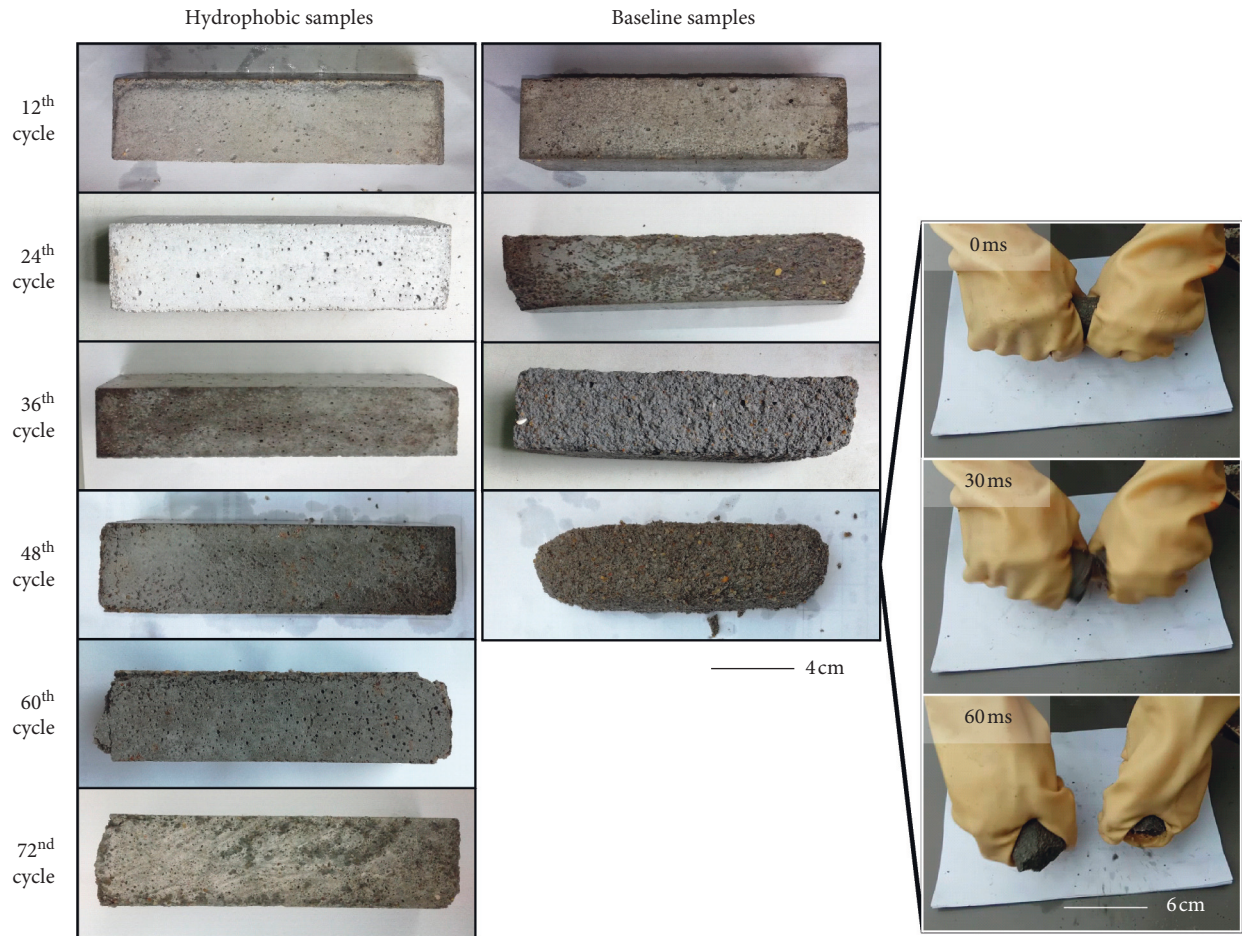 Hydrophobic samples
Baseline samples
12th
cycle
24th
cycle
36th
cycle
48th
cycle
60th
cycle
72nd
cycle
4 cm
0 ms
30 ms
60 ms
6 cm